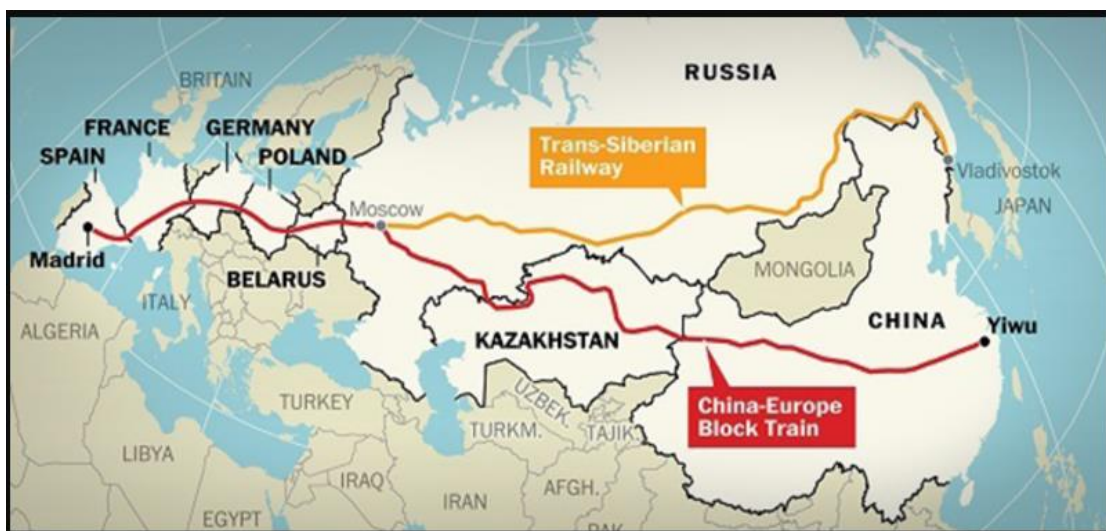 RUSSIA
BRITAIN
FRANCE
GERMANY
SPAIN
POLAND
Trans-Siberian
Railway
Moscow
Vladivostok
JAPAN
Madrid
BELARUS
MONGOLIA
ITALY
ALGERIA
KAZAKHSTAN
CHINA
Yiwu
TURKEY
UZBEK.
China-Europe
Block Train
TURKM.
TAJIK.
LIBYA
IRAQ
IRAN
AFGH.
EGYPT
PAK.